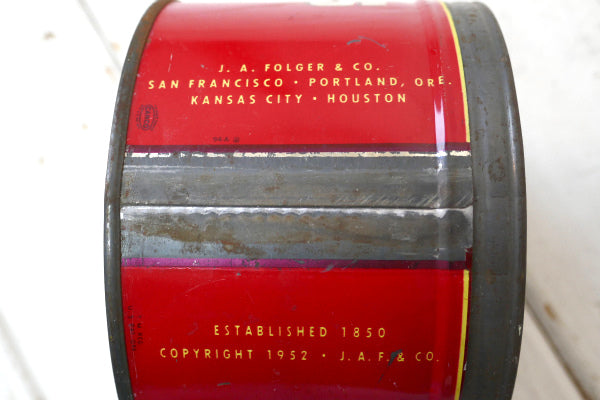 J. A. FOLGER & CO.
SAN FRANCISCO • PORTLAND, ORE.
KANSAS CITY • HOUSTON
ESTABLISHED 1850
COPYRIGHT 1952 • J. A. F. & CO.